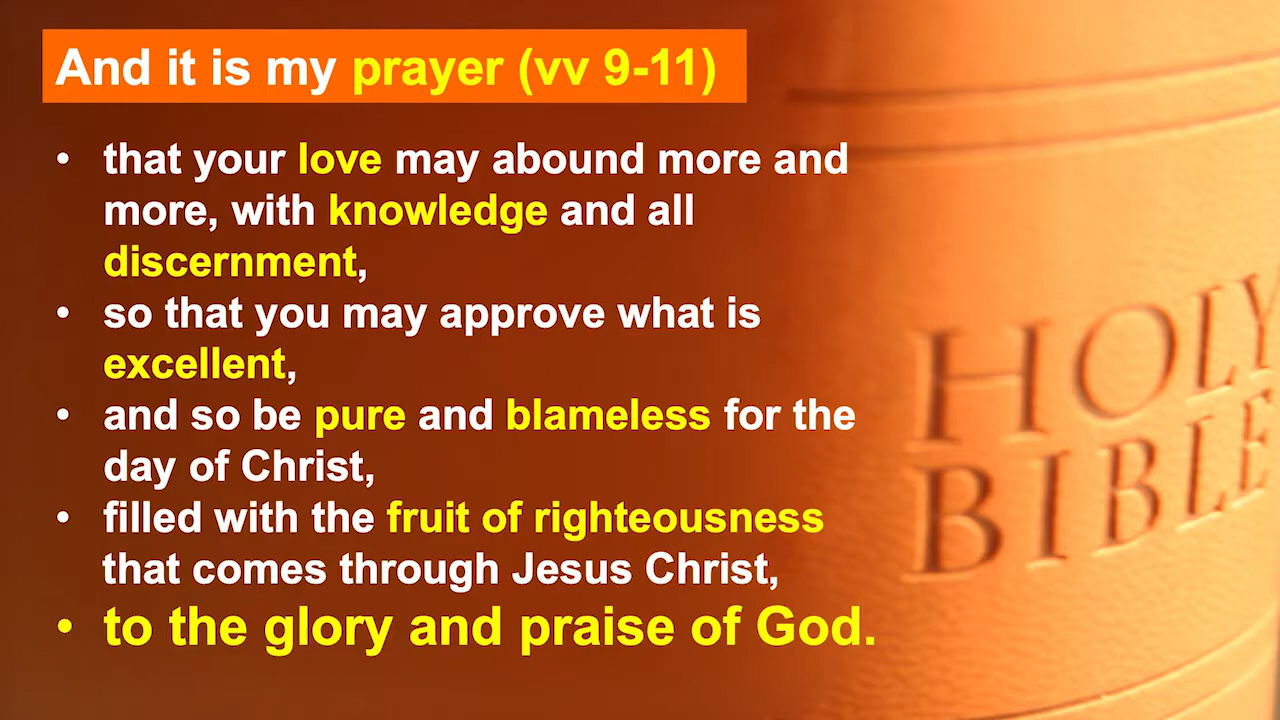 And it is my prayer (vv 9-11)
• that your love may abound more and
more, with knowledge and all
discernment,
• so that you may approve what is
excellent,
• and so be pure and blameless for the
day of Christ,
• filled with the fruit of righteousness
that comes through Jesus Christ,
• to the glory and praise of God.
HOLY
BIBLE